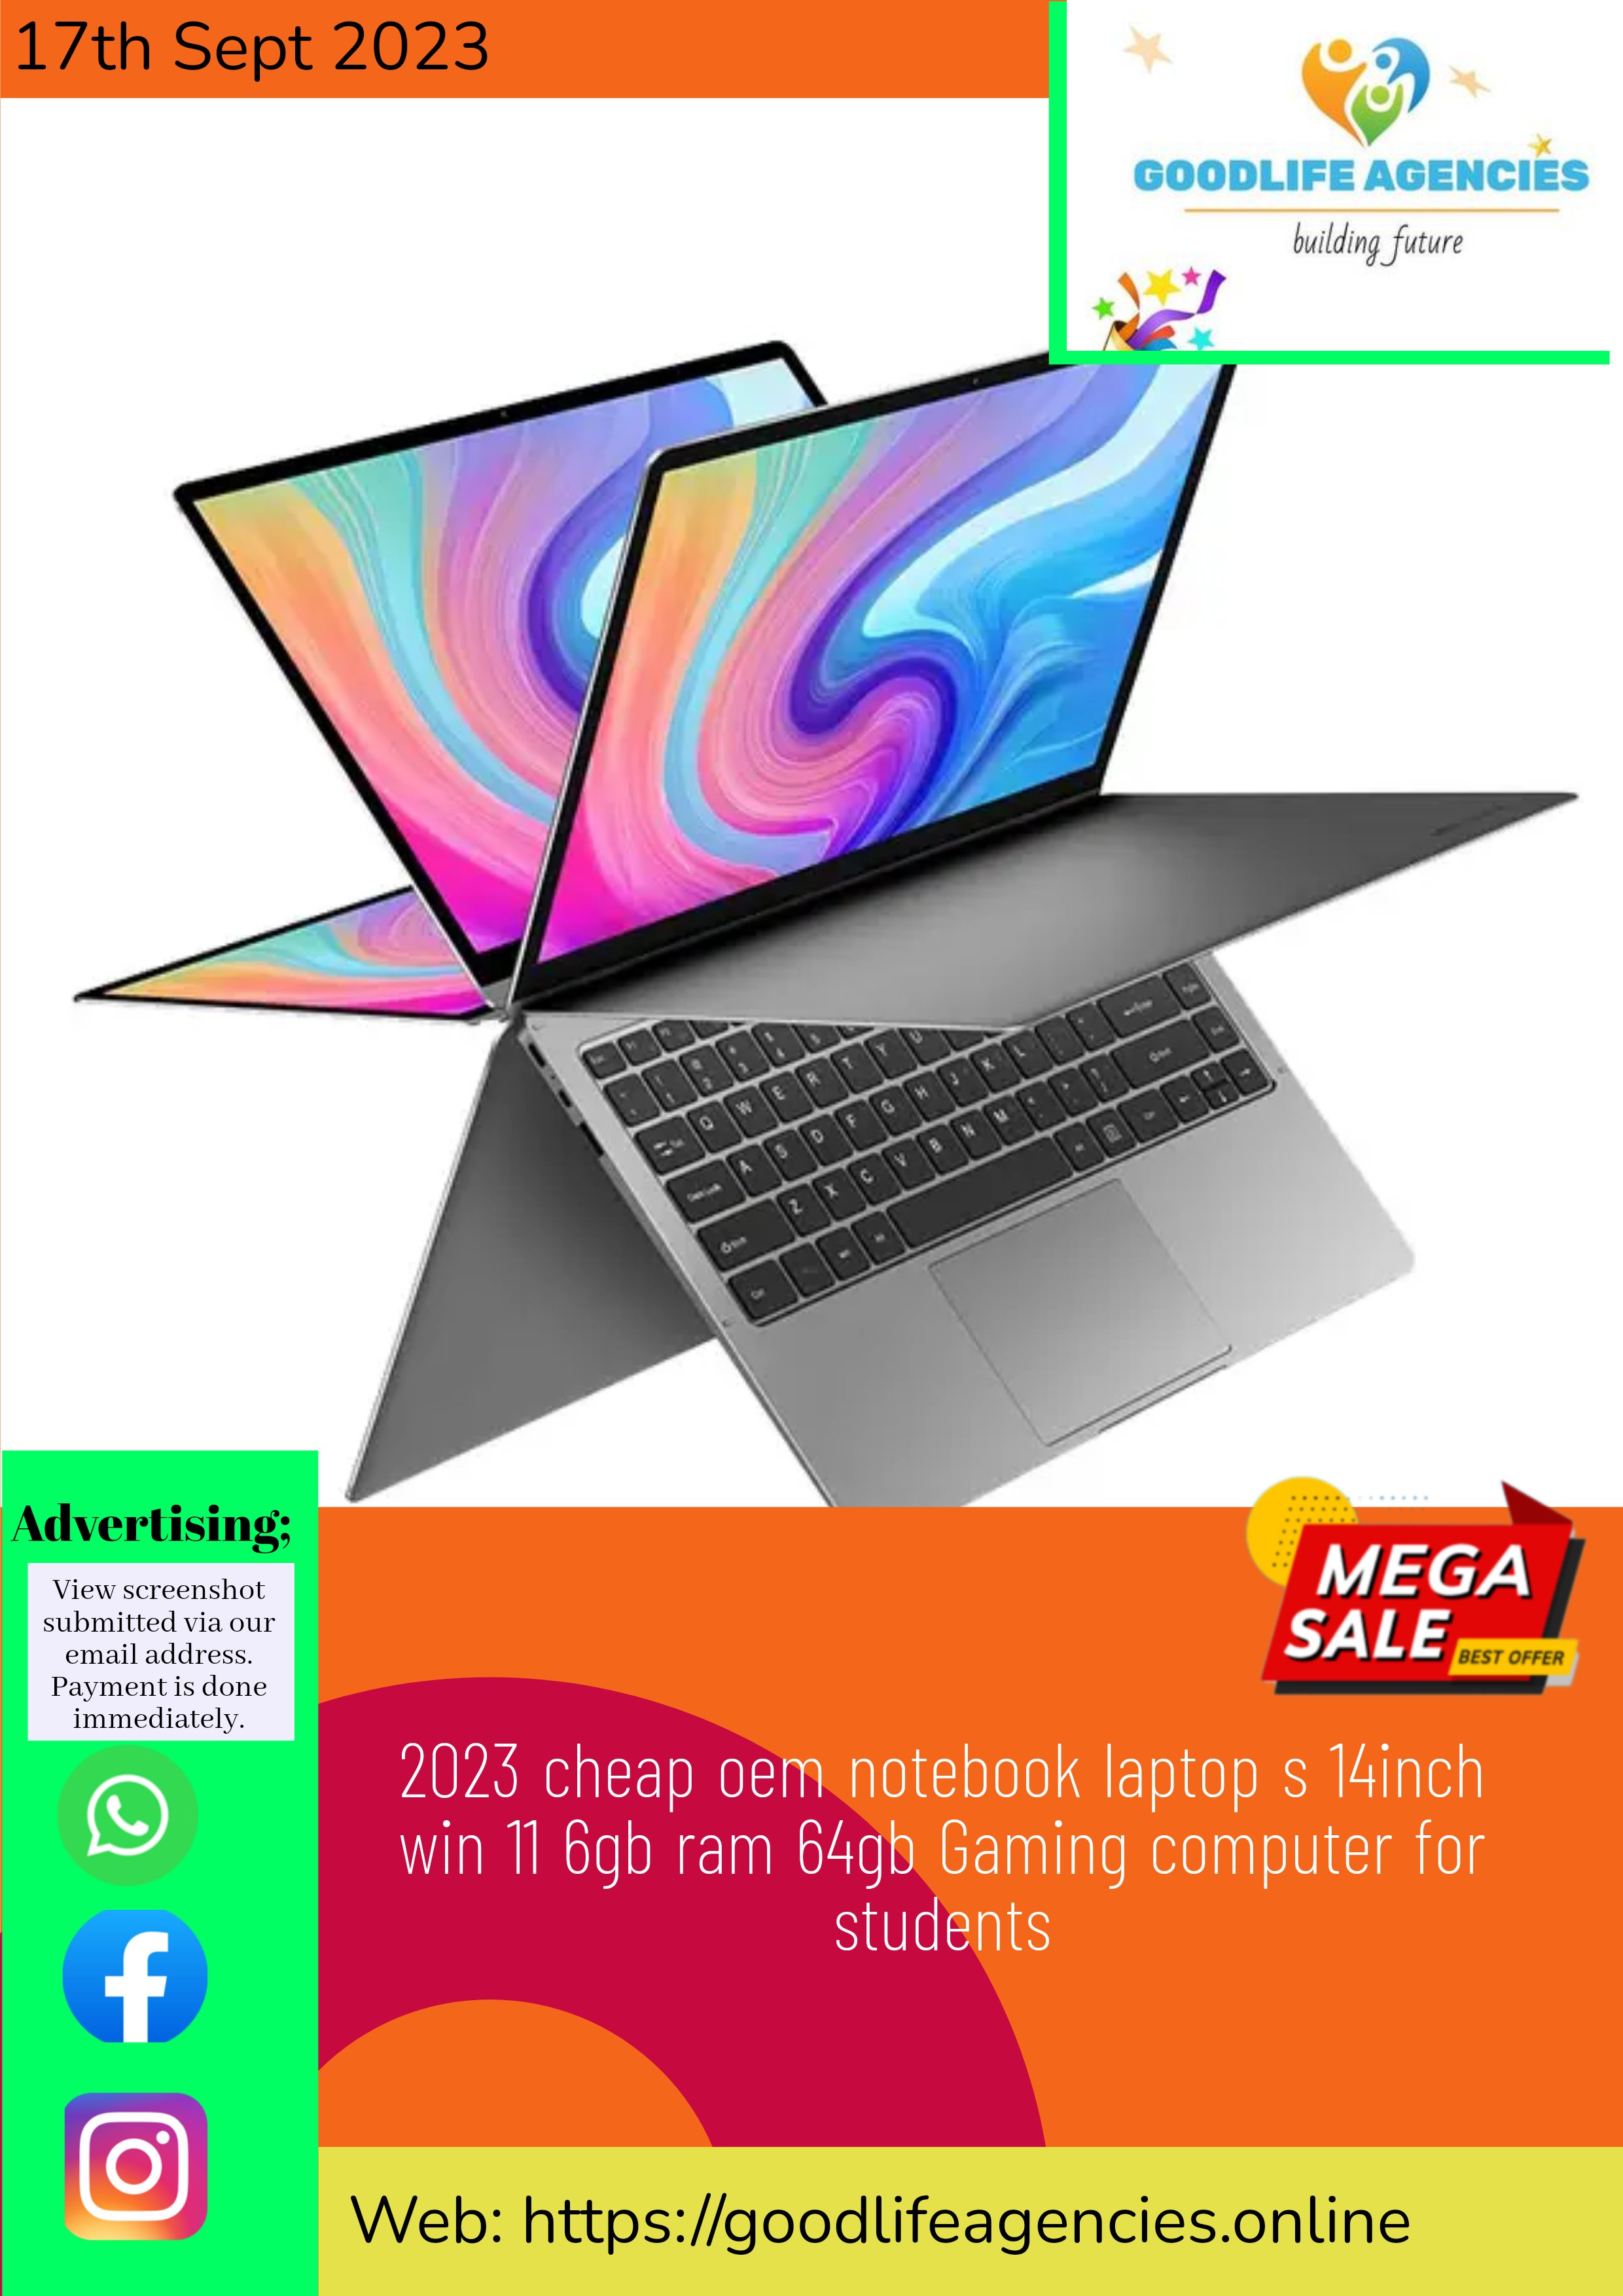 17th Sept 2023
GOODLIFE AGENCIES
building future
Advertising;
View screenshot
submitted via our
email address.
Payment is done
immediately.
MEGA
SALE
BEST OFFER
2023 cheap oem notebook laptop s 14inch
win 11 6gb ram 64gb Gaming computer for
students
Web: https://goodlifeagencies.online